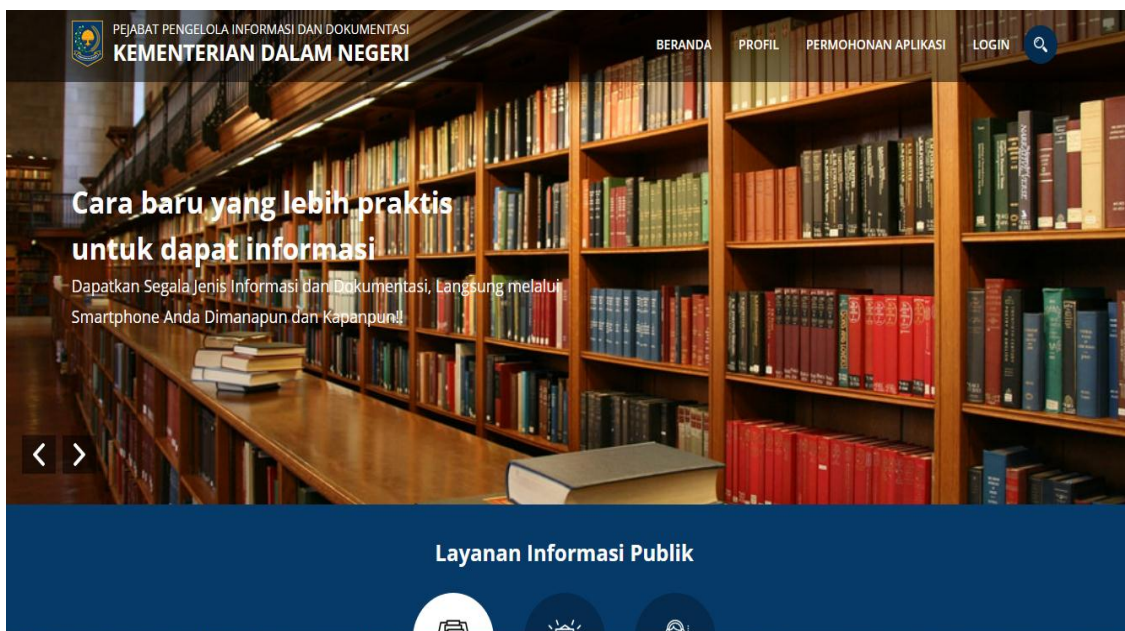 PEJABAT PENGELOLA INFORMASI DAN DOKUMENTASI
KEMENTERIAN DALAM NEGERI
BERANDA PROFIL PERMOHONAN APLIKASI LOGIN
Cara baru yang lebih praktis
untuk dapat informasi
Dapatkan Segala Jenis Informasi dan Dokumentasi, Langsung melalui
Smartphone Anda Dimanapun dan Kapanpun!!
Layanan Informasi Publik